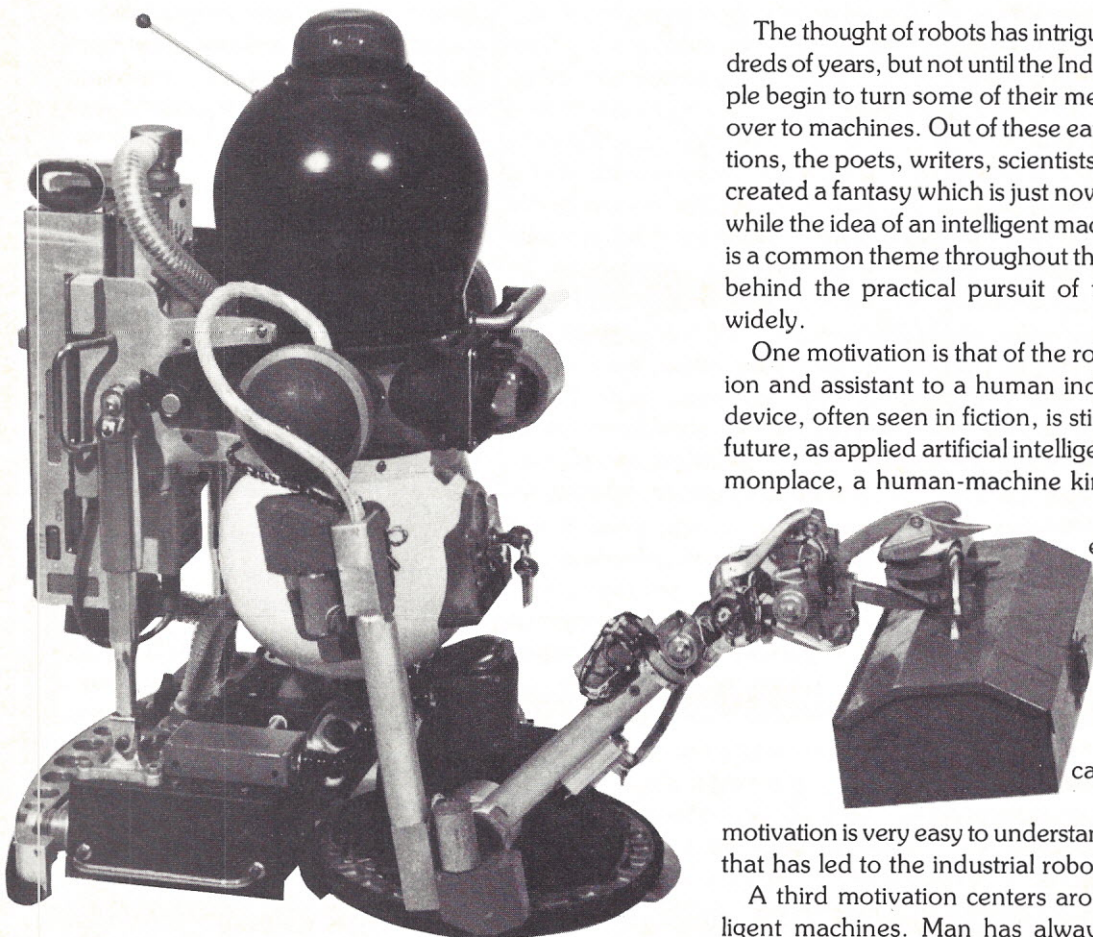 The thought of robots has intrigu
dreds of years, but not until the Ind
ple begin to turn some of their me
over to machines. Out of these ea
tions, the poets, writers, scientists
created a fantasy which is just now
while the idea of an intelligent mac
is a common theme throughout th
behind the practical pursuit of
widely.
One motivation is that of the ro
ion and assistant to a human inc
device, often seen in fiction, is sti
future, as applied artificial intellige
monplace, a human-machine kin
e
ca
motivation is very easy to understan
that has led to the industrial robo
A third motivation centers aro
ligent machines. Man has alwa